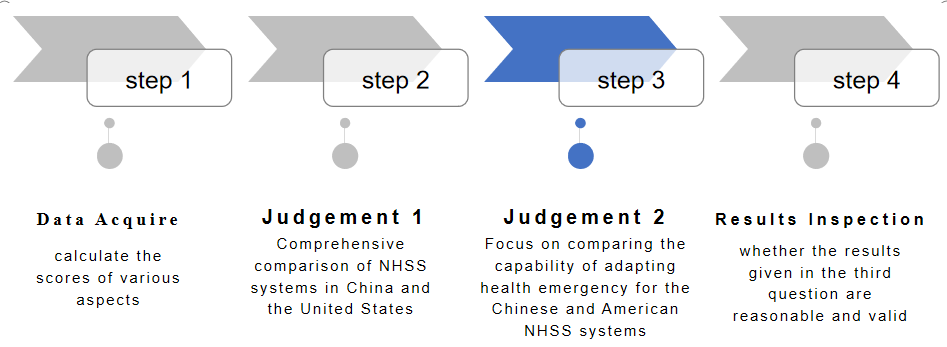 step 1
step 2
step 3
step 4
Data Acquire
calculate the
scores of various
aspects
Judgement 1
Comprehensive
comparison of NHSS
systems in China and
the United States
Judgement 2
Focus on comparing the
capability of adapting
health emergency for the
Chinese and American
NHSS systems
Results Inspection
whether the results
given in the third
question are
reasonable and valid